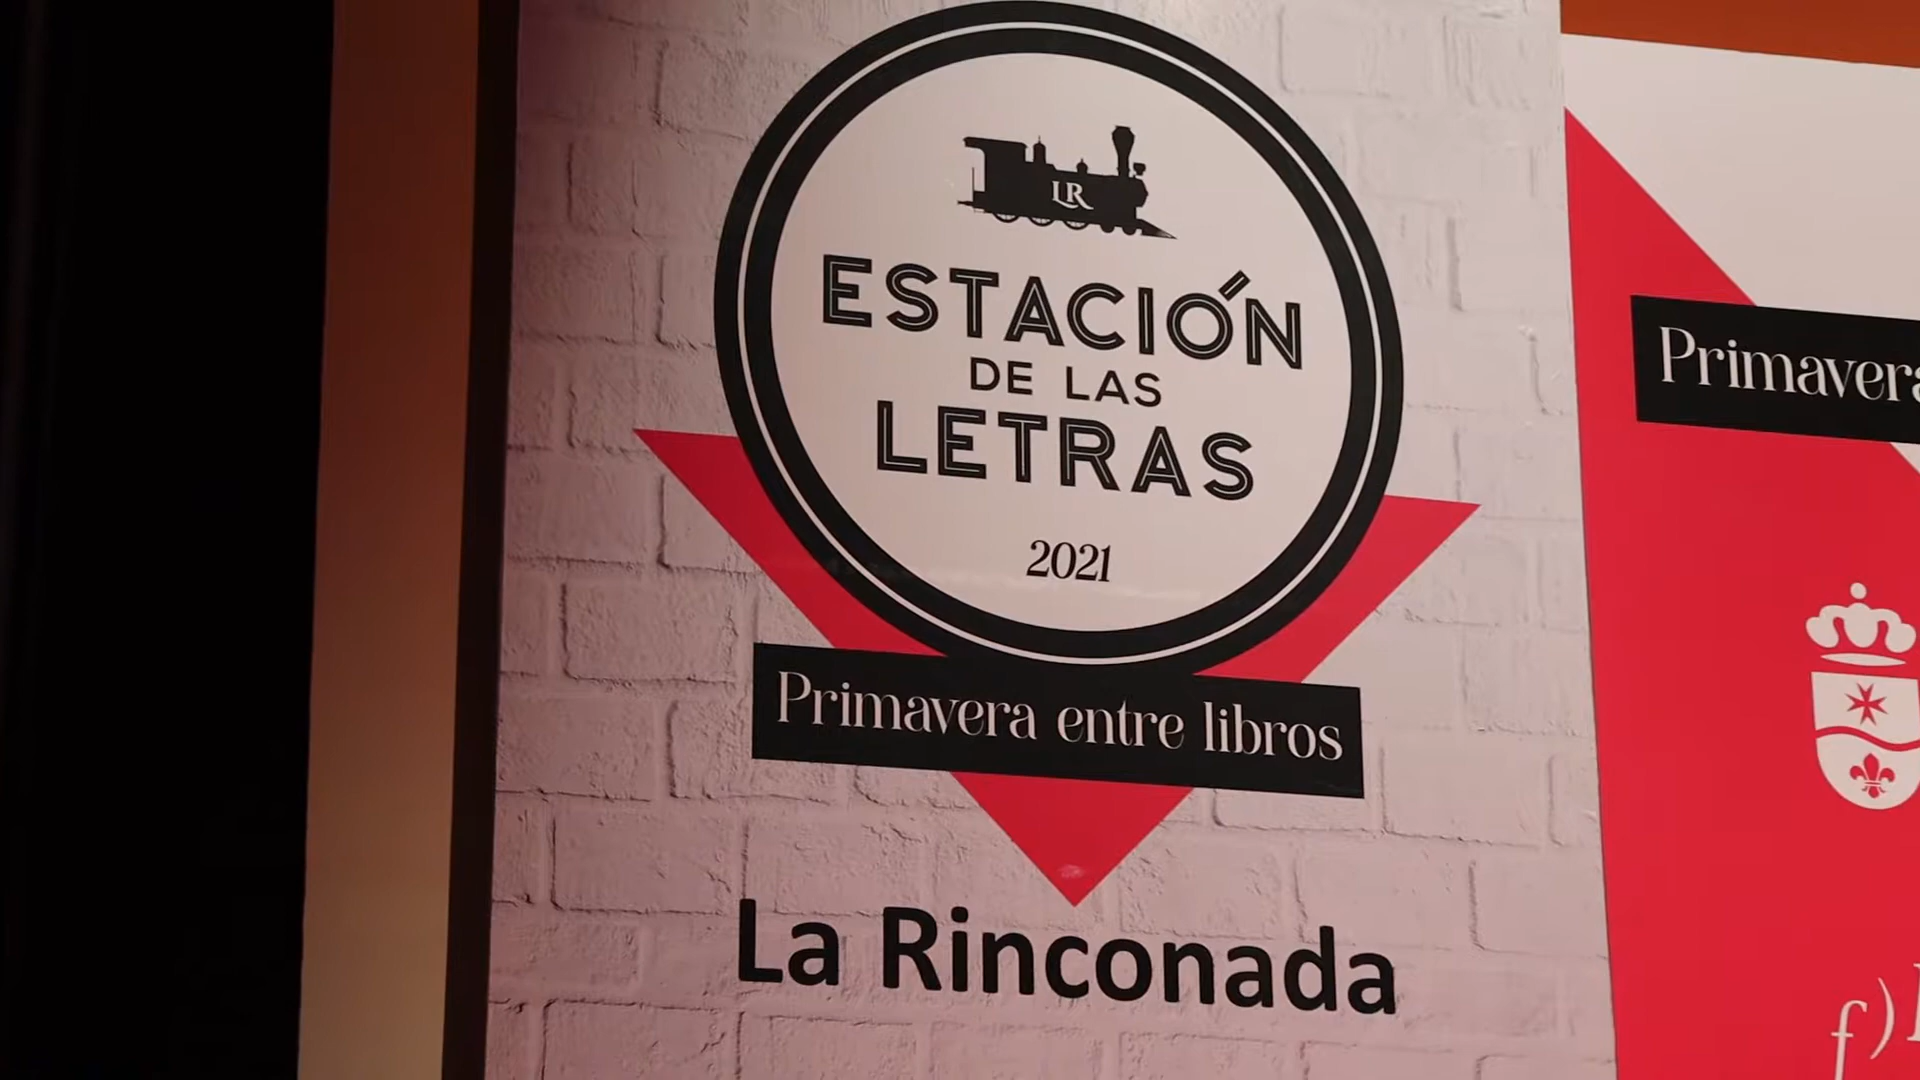 LR
ESTACIÓN
DE LAS
LETRAS
2021
Primavera entre libros
La Rinconada
Primavera